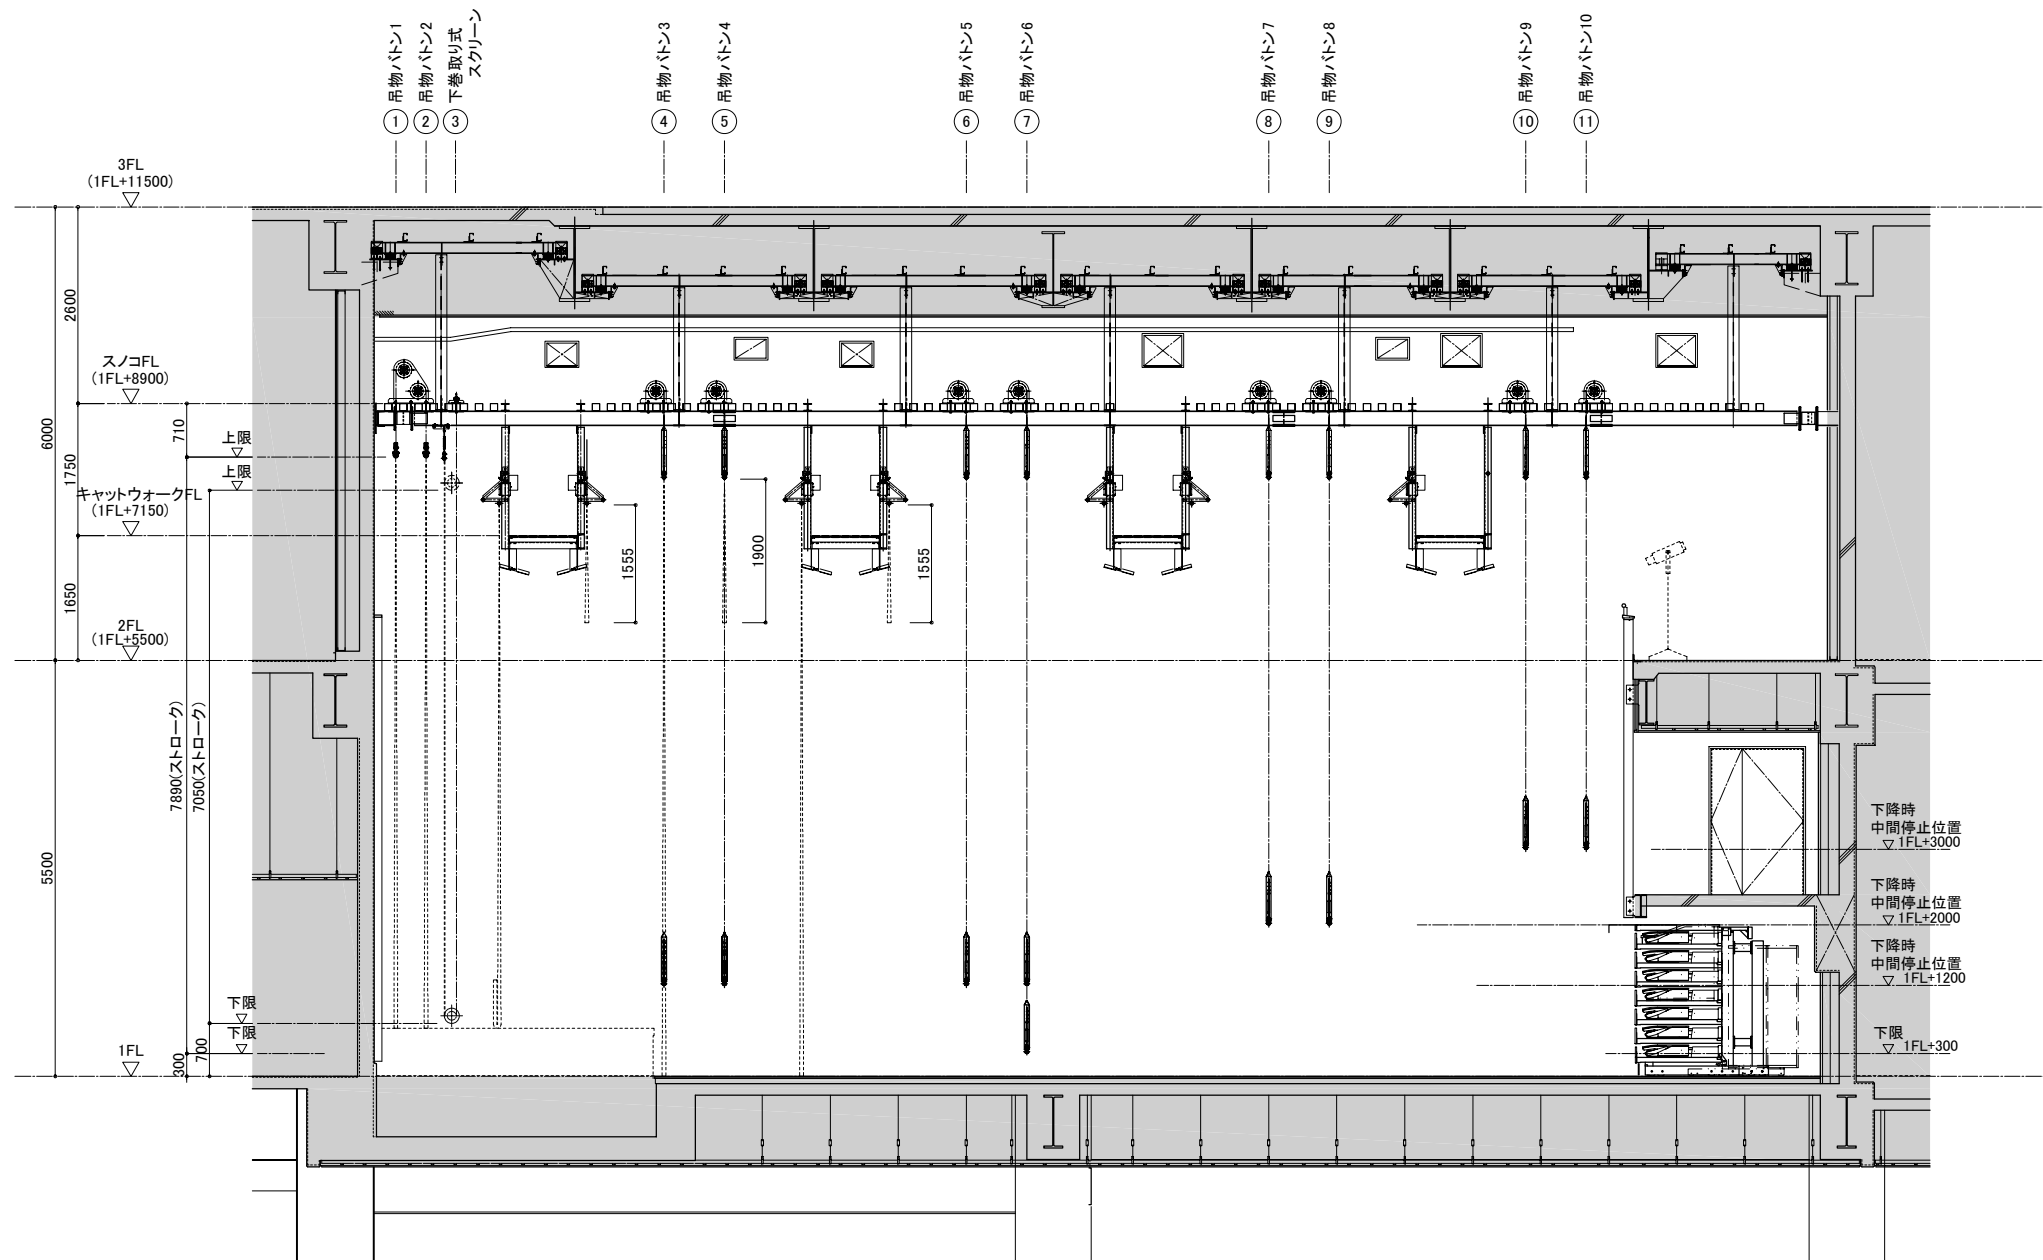 吊物バトン1
吊物バトン2
下巻取り式
スクリーン
吊物バトン3
吊物バトン4
吊物バトン5
吊物バトン6
吊物バトン7
吊物バトン8
吊物バトン9
吊物バトン10
1
2
3
4
5
6
7
8
9
10
11
3FL
(1FL+11500)
2600
スノコFL
(1FL+8900)
6000
710
1750
上限
上限
キャットウォークFL
(1FL+7150)
1555
1900
1555
1650
2FL
(1FL+5500)
7890(ストローク)
7050(ストローク)
5500
下降時
中間停止位置
1FL+3000
下降時
中間停止位置
1FL+2000
下降時
中間停止位置
1FL+1200
下限
下限
下限
1FL+300
1FL
300
700